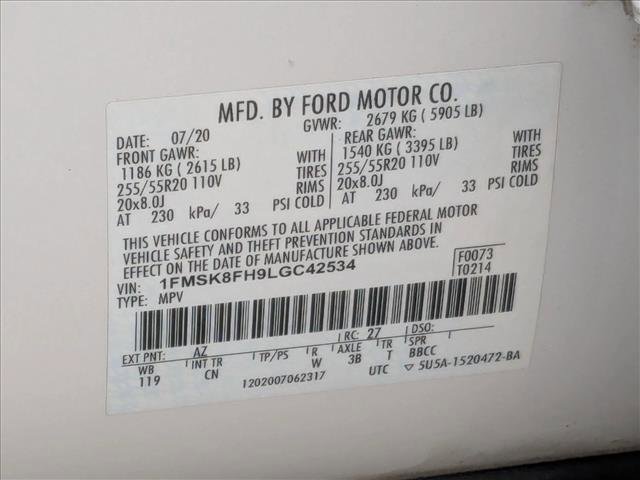 MFD. BY FORD MOTOR CO.
DATE: 07/20 GVWR: 2679 KG ( 5905 LB)
FRONT GAWR: REAR GAWR:
1186 KG ( 2615 LB) WITH 1540 KG ( 3395 LB) WITH
255/55R20 110V TIRES 255/55R20 110V TIRES
20x8.0J RIMS 20x8.0J RIMS
AT 230 kPa/ 33 PSI COLD AT 230 kPa/ 33 PSI COLD
THIS VEHICLE CONFORMS TO ALL APPLICABLE FEDERAL MOTOR
VEHICLE SAFETY AND THEFT PREVENTION STANDARDS IN
EFFECT ON THE DATE OF MANUFACTURE SHOWN ABOVE.
VIN: 1FMSK8FH9LGC42534 F0073
TYPE: MPV T0214
EXT PNT: AZ RC: 27 DSO:
WB INT TR TP/PS R AXLE TR SPR
119 CN W 3B T BBCC
1202007062317 UTC ▽ 5U5A-1520472-BA